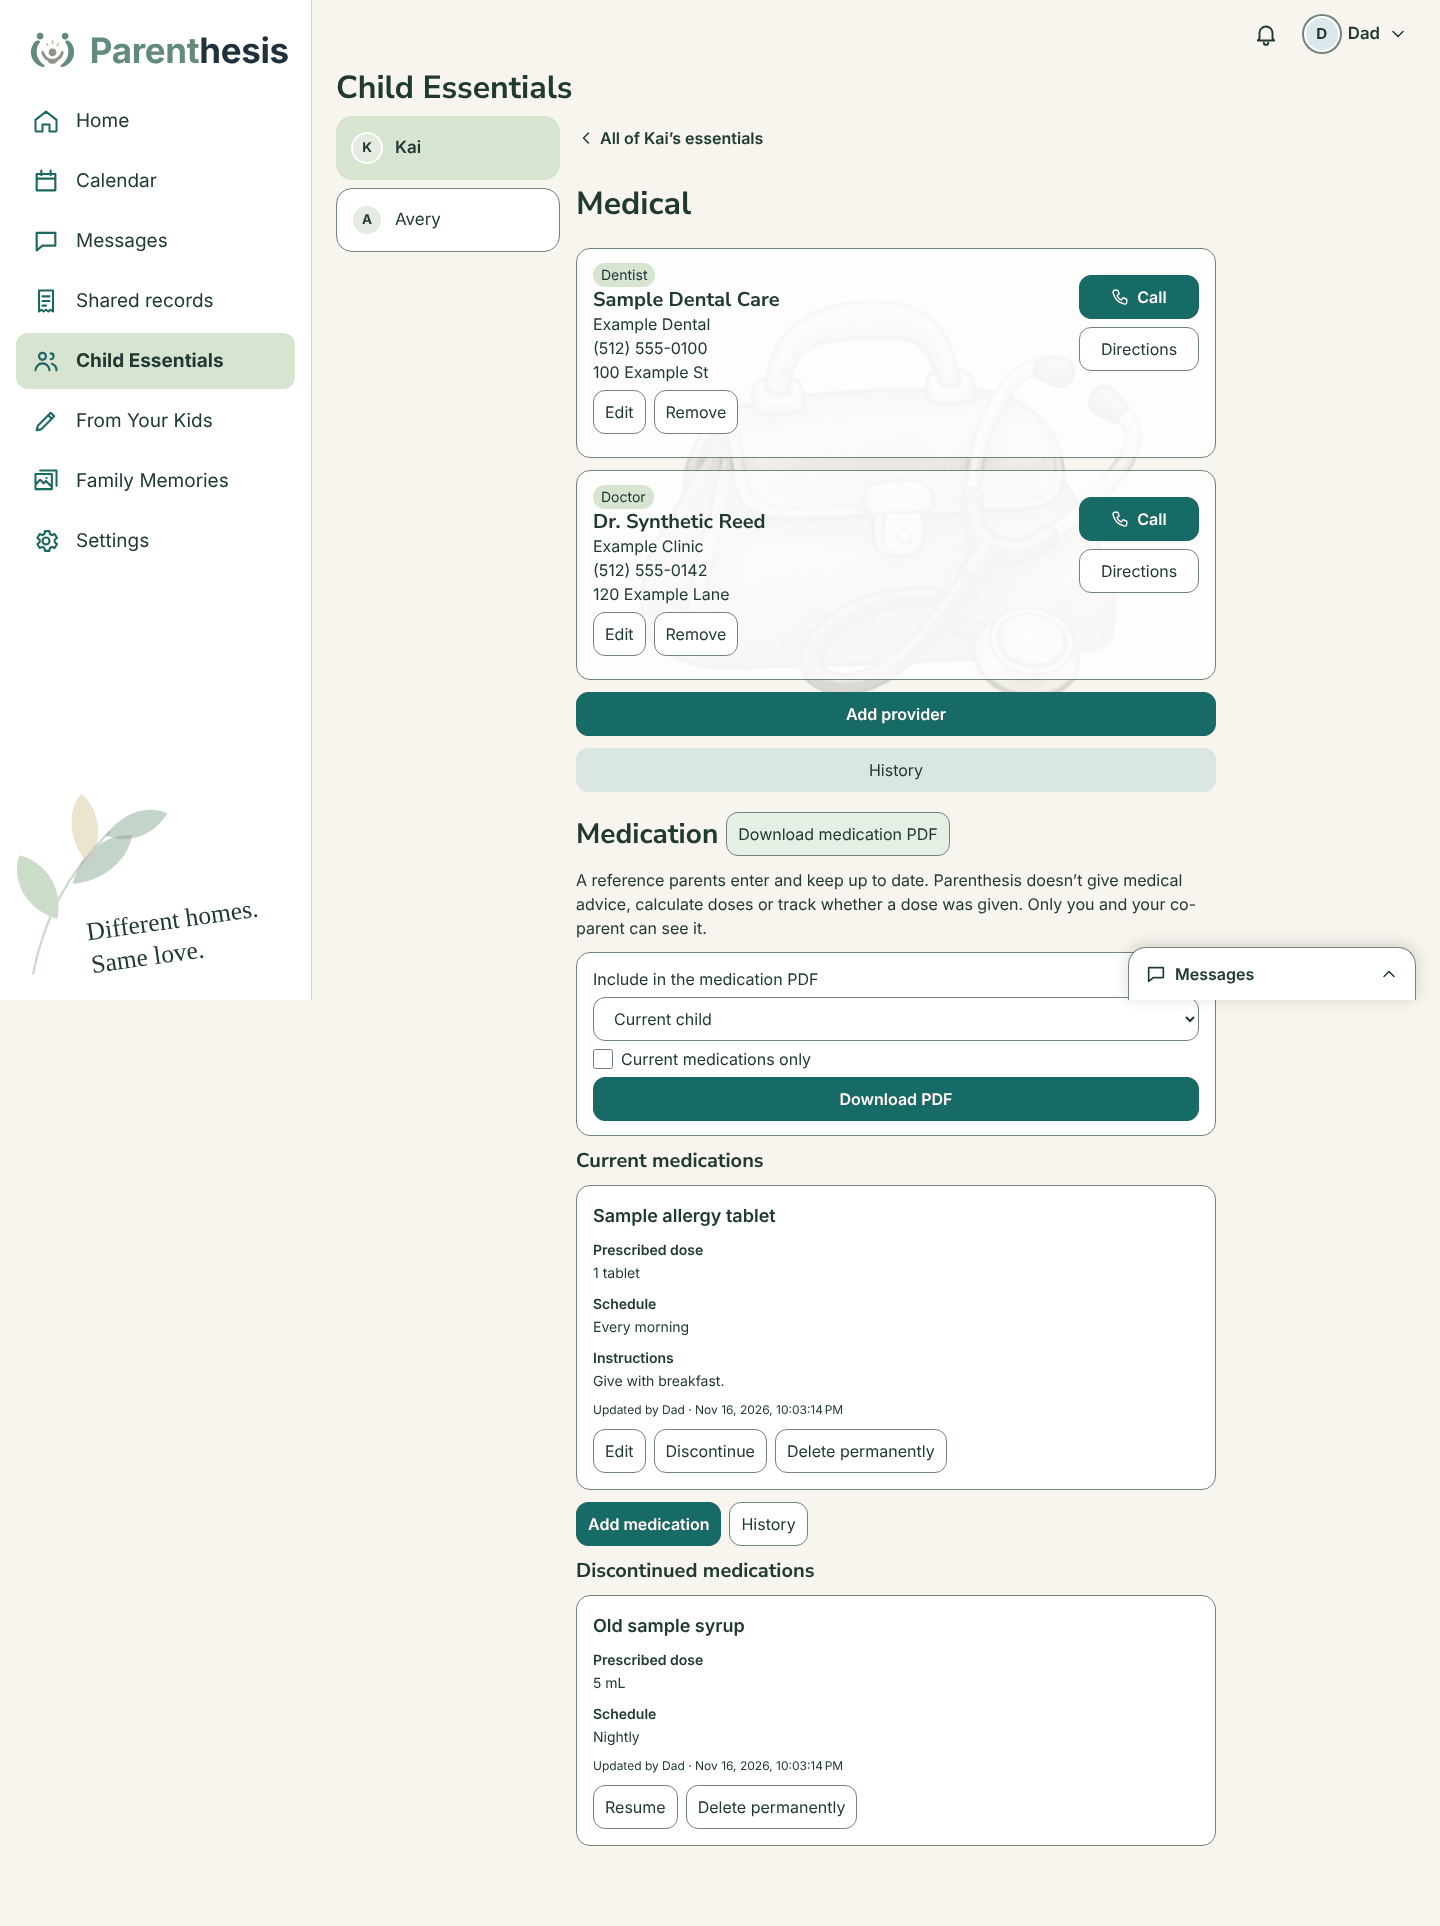 Parenthesis
Home
Calendar
Messages
Shared records
Child Essentials
From Your Kids
Family Memories
Settings
Different homes.
Same love.
D Dad
Child Essentials
K Kai
A Avery
All of Kai’s essentials
Medical
Dentist
Sample Dental Care
Example Dental
(512) 555-0100
100 Example St
Edit Remove
Call
Directions
Doctor
Dr. Synthetic Reed
Example Clinic
(512) 555-0142
120 Example Lane
Edit Remove
Call
Directions
Add provider
History
Medication Download medication PDF
A reference parents enter and keep up to date. Parenthesis doesn’t give medical
advice, calculate doses or track whether a dose was given. Only you and your co-
parent can see it.
Messages
Include in the medication PDF
Current child
Current medications only
Download PDF
Current medications
Sample allergy tablet
Prescribed dose
1 tablet
Schedule
Every morning
Instructions
Give with breakfast.
Updated by Dad · Nov 16, 2026, 10:03:14 PM
Edit Discontinue Delete permanently
Add medication History
Discontinued medications
Old sample syrup
Prescribed dose
5 mL
Schedule
Nightly
Updated by Dad · Nov 16, 2026, 10:03:14 PM
Resume Delete permanently